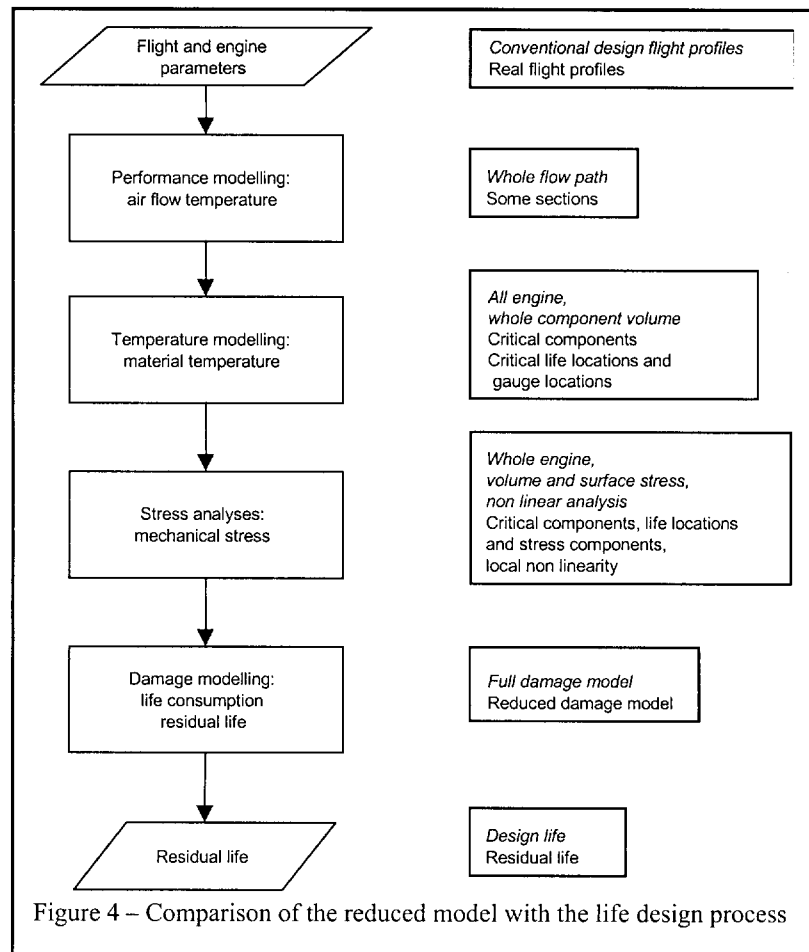 Flight and engine
parameters
Conventional design flight profiles
Real flight profiles
Performance modelling:
air flow temperature
Whole flow path
Some sections
Temperature modelling:
material temperature
All engine,
whole component volume
Critical components
Critical life locations and
gauge locations
Stress analyses:
mechanical stress
Whole engine,
volume and surface stress,
non linear analysis
Critical components, life locations
and stress components,
local non linearity
Damage modelling:
life consumption
residual life
Full damage model
Reduced damage model
Residual life
Design life
Residual life
Figure 4 – Comparison of the reduced model with the life design process